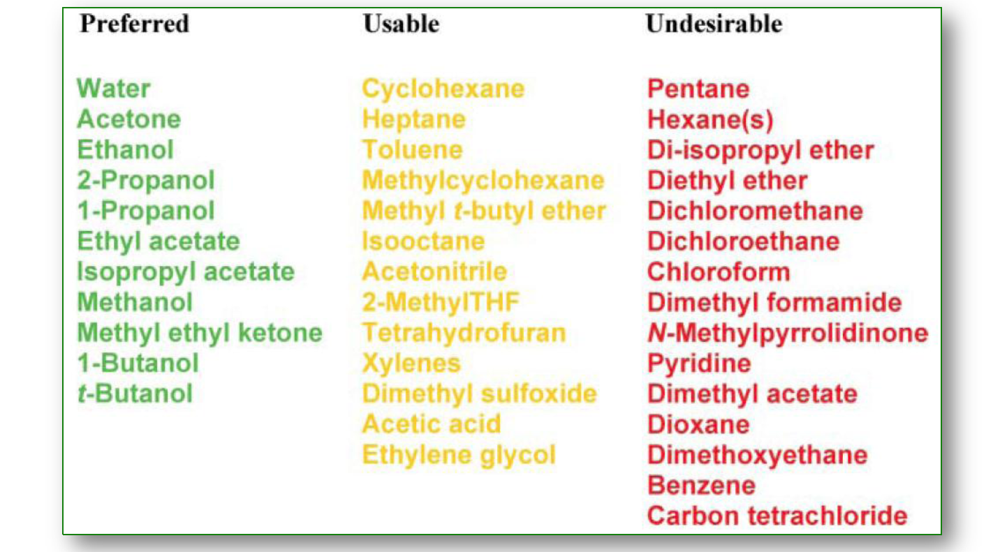 Preferred
Usable
Undesirable
Water
Acetone
Ethanol
2-Propanol
1-Propanol
Ethyl acetate
Isopropyl acetate
Methanol
Methyl ethyl ketone
1-Butanol
t-Butanol
Cyclohexane
Heptane
Toluene
Methylcyclohexane
Methyl t-butyl ether
Isooctane
Acetonitrile
2-MethylTHF
Tetrahydrofuran
Xylenes
Dimethyl sulfoxide
Acetic acid
Ethylene glycol
Pentane
Hexane(s)
Di-isopropyl ether
Diethyl ether
Dichloromethane
Dichloroethane
Chloroform
Dimethyl formamide
N-Methylpyrrolidinone
Pyridine
Dimethyl acetate
Dioxane
Dimethoxyethane
Benzene
Carbon tetrachloride